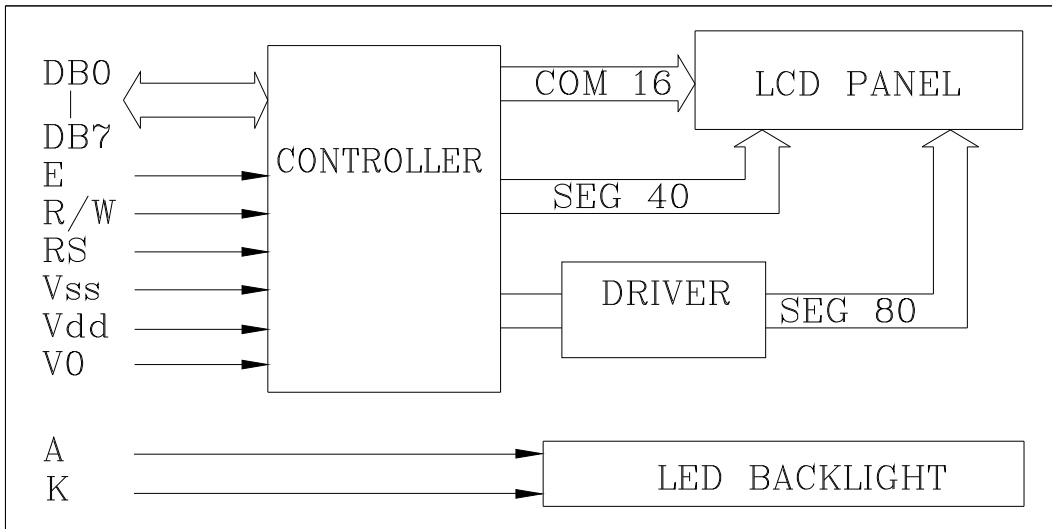 DB0
DB7
E
R/W
RS
Vss
Vdd
V0
A
K
CONTROLLER
COM 16
SEG 40
DRIVER
SEG 80
LCD PANEL
LED BACKLIGHT